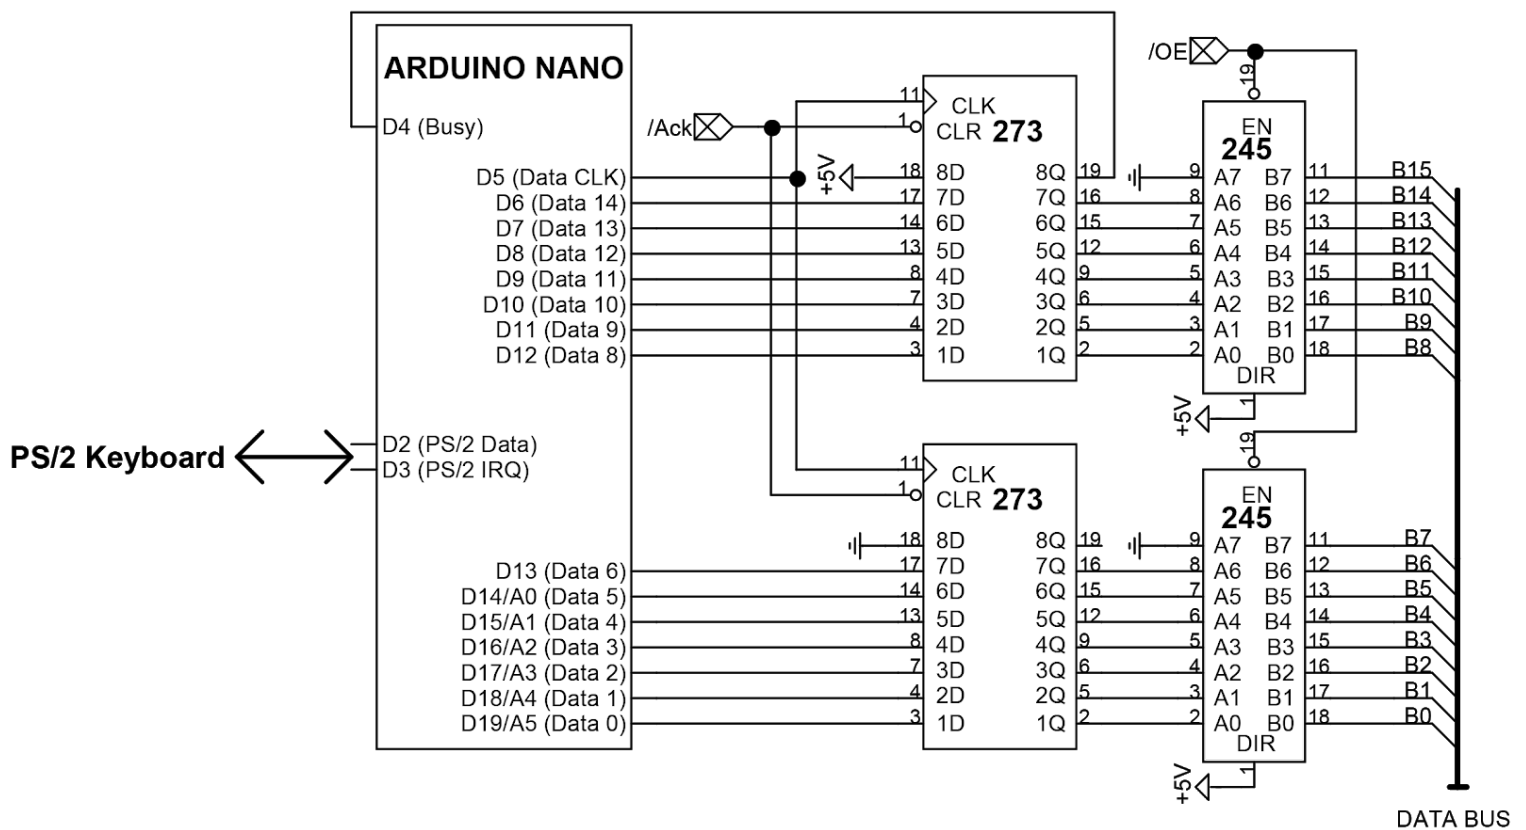 ARDUINO NANO
D4 (Busy)
D5 (Data CLK)
D6 (Data 14)
D7 (Data 13)
D8 (Data 12)
D9 (Data 11)
D10 (Data 10)
D11 (Data 9)
D12 (Data 8)
PS/2 Keyboard
D2 (PS/2 Data)
D3 (PS/2 IRQ)
D13 (Data 6)
D14/A0 (Data 5)
D15/A1 (Data 4)
D16/A2 (Data 3)
D17/A3 (Data 2)
D18/A4 (Data 1)
D19/A5 (Data 0)
/Ack
+5V
11 CLK
1 CLR 273
18 8D 8Q 19
17 7D 7Q 16
14 6D 6Q 15
13 5D 5Q 12
8 4D 4Q 9
7 3D 3Q 6
4 2D 2Q 5
3 1D 1Q 2
/OE
19
EN
245
9 A7 B7 11 B15
8 A6 B6 12 B14
7 A5 B5 13 B13
6 A4 B4 14 B12
5 A3 B3 15 B11
4 A2 B2 16 B10
3 A1 B1 17 B9
2 A0 B0 18 B8
DIR
1
+5V
11 CLK
1 CLR 273
18 8D 8Q 19
17 7D 7Q 16
14 6D 6Q 15
13 5D 5Q 12
8 4D 4Q 9
7 3D 3Q 6
4 2D 2Q 5
3 1D 1Q 2
19
EN
245
9 A7 B7 11 B7
8 A6 B6 12 B6
7 A5 B5 13 B5
6 A4 B4 14 B4
5 A3 B3 15 B3
4 A2 B2 16 B2
3 A1 B1 17 B1
2 A0 B0 18 B0
DIR
1
+5V
DATA BUS